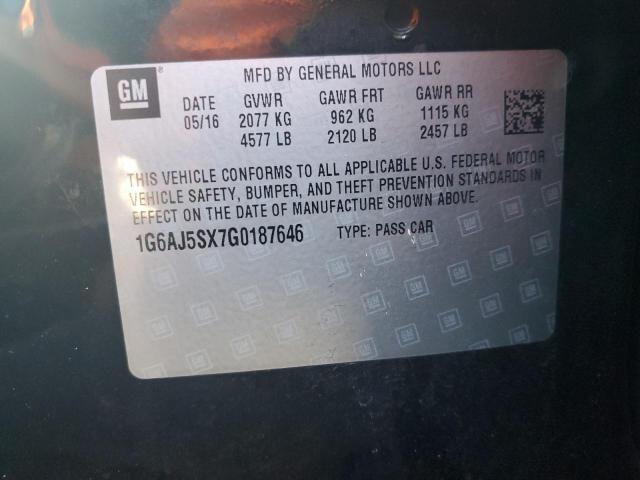 GM
MFD BY GENERAL MOTORS LLC
DATE GVWR GAWR FRT GAWR RR
05/16 2077 KG 962 KG 1115 KG
4577 LB 2120 LB 2457 LB
THIS VEHICLE CONFORMS TO ALL APPLICABLE U.S. FEDERAL MOTOR
VEHICLE SAFETY, BUMPER, AND THEFT PREVENTION STANDARDS IN
EFFECT ON THE DATE OF MANUFACTURE SHOWN ABOVE.
1G6AJ5SX7G0187646 TYPE: PASS CAR